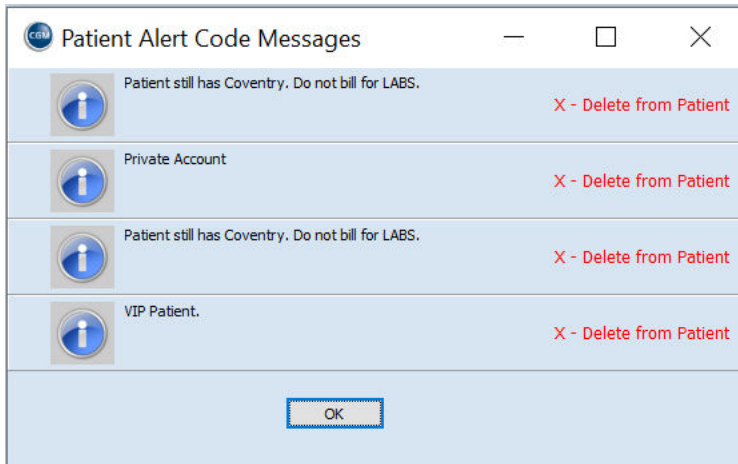 CGM Patient Alert Code Messages
Patient still has Coventry. Do not bill for LABS.
X - Delete from Patient
Private Account
X - Delete from Patient
Patient still has Coventry. Do not bill for LABS.
X - Delete from Patient
VIP Patient.
X - Delete from Patient
OK